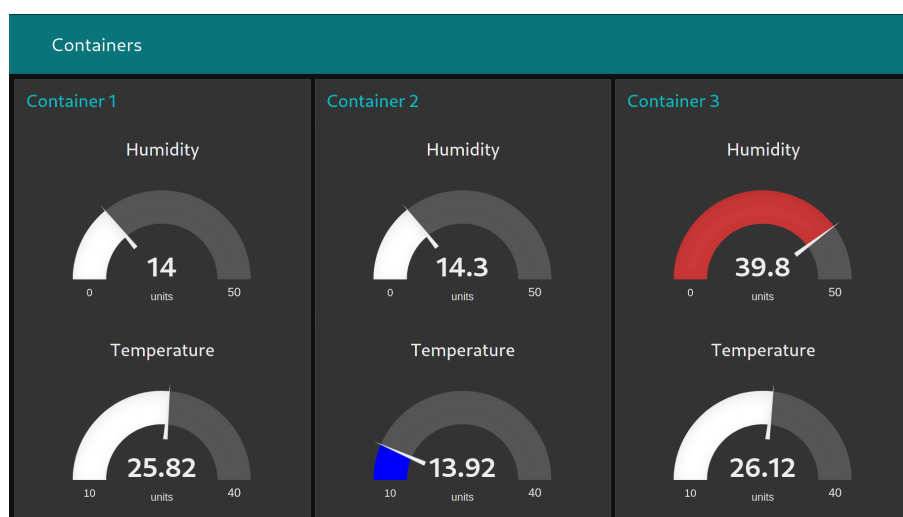 Containers
Container 1
Humidity
14
0
units
50
Temperature
25.82
10
units
40
Container 2
Humidity
14.3
0
units
50
Temperature
13.92
10
units
40
Container 3
Humidity
39.8
0
units
50
Temperature
26.12
10
units
40